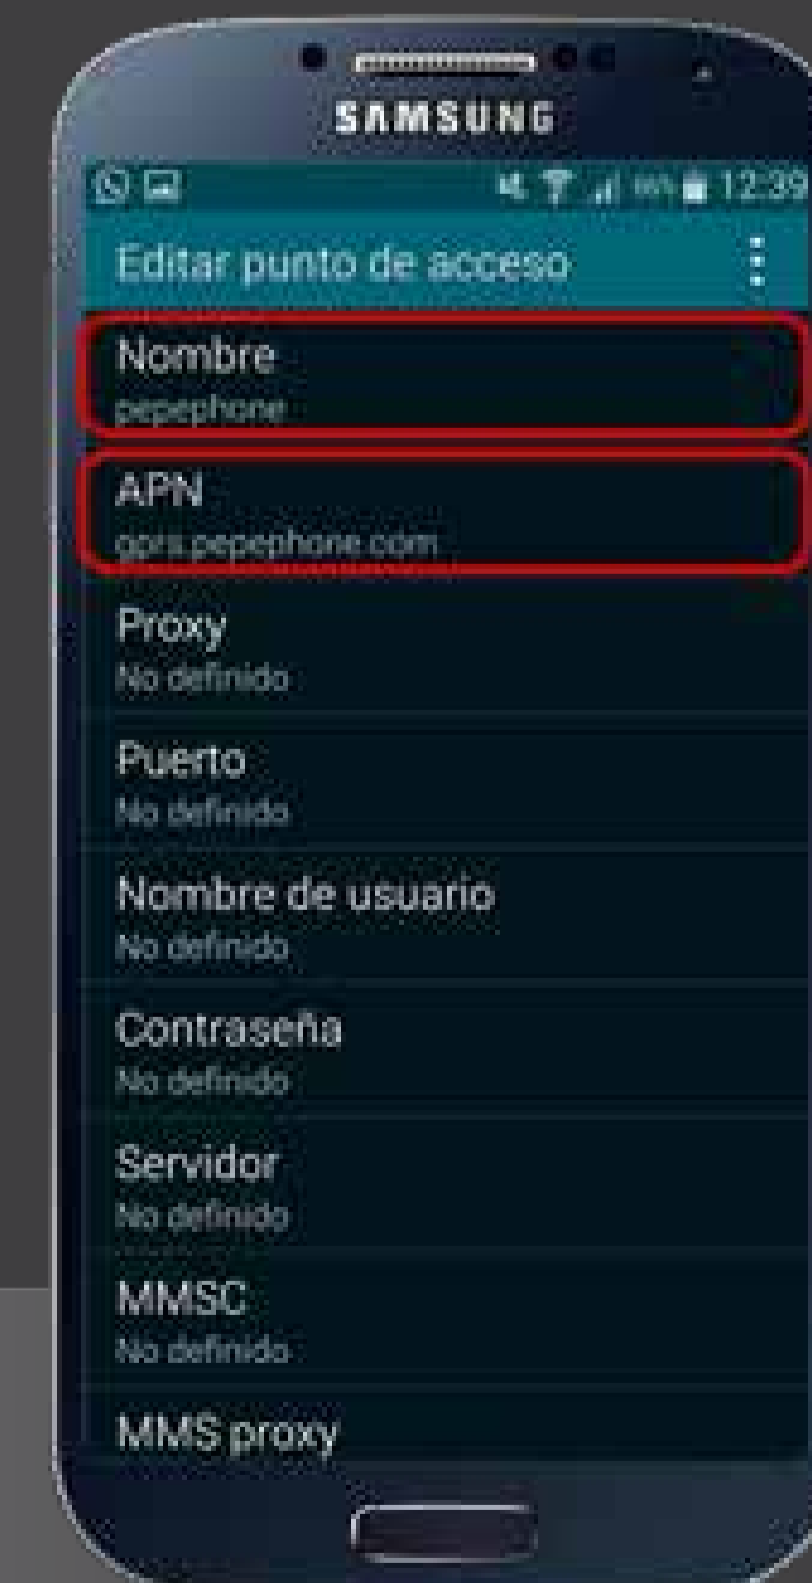 SAMSUNG
12:39
Editar punto de acceso
Nombre
pepephone
APN
gprs.pepephone.com
Proxy
No definido
Puerto
No definido
Nombre de usuario
No definido
Contraseña
No definido
Servidor
No definido
MMSC
No definido
MMS proxy